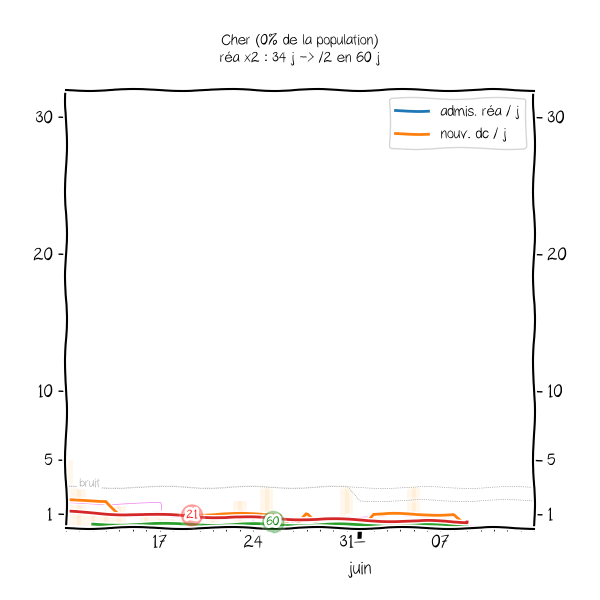 Cher (0% de la population)
réa x2 : 34 j -> /2 en 60 j
admis. réa / j
nouv. dc / j
30 30
20 20
10 10
5 5
bruit
1 21 60 1
17 24 31 07
juin